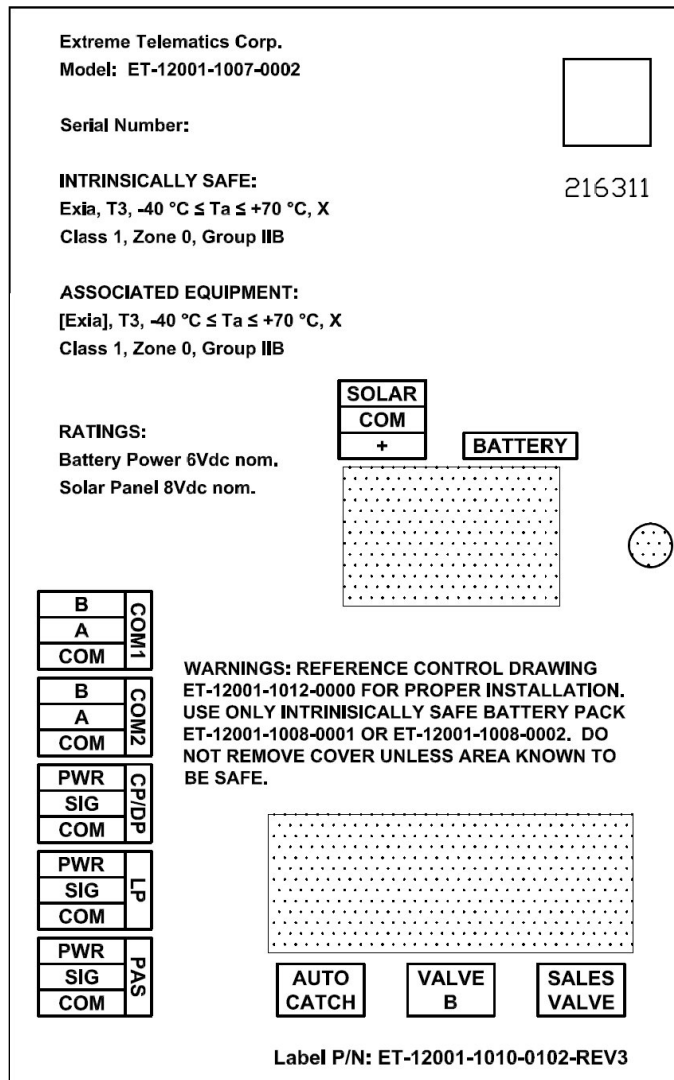 Extreme Telematics Corp.
Model: ET-12001-1007-0002
Serial Number:
216311
INTRINSICALLY SAFE:
Exia, T3, -40 °C ≤ Ta ≤ +70 °C, X
Class 1, Zone 0, Group IIB
ASSOCIATED EQUIPMENT:
[Exia], T3, -40 °C ≤ Ta ≤ +70 °C, X
Class 1, Zone 0, Group IIB
RATINGS:
Battery Power 6Vdc nom.
Solar Panel 8Vdc nom.
SOLAR
COM
+
BATTERY
B
A
COM
COM1
B
A
COM
COM2
PWR
SIG
COM
CP/DP
PWR
SIG
COM
LP
PWR
SIG
COM
PAS
WARNINGS: REFERENCE CONTROL DRAWING
ET-12001-1012-0000 FOR PROPER INSTALLATION.
USE ONLY INTRINISICALLY SAFE BATTERY PACK
ET-12001-1008-0001 OR ET-12001-1008-0002. DO
NOT REMOVE COVER UNLESS AREA KNOWN TO
BE SAFE.
AUTO
CATCH
VALVE
B
SALES
VALVE
Label P/N: ET-12001-1010-0102-REV3